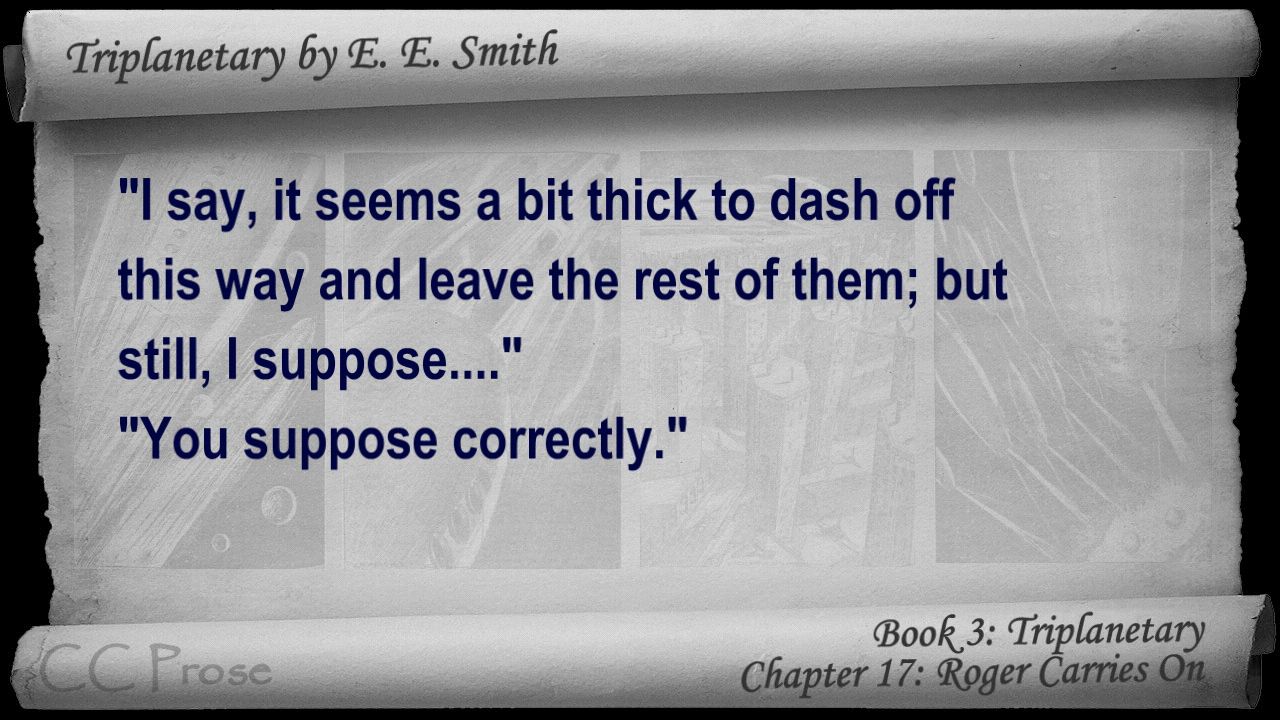 Triplanetary by E. E. Smith
"I say, it seems a bit thick to dash off
this way and leave the rest of them; but
still, I suppose...."
"You suppose correctly."
Book 3: Triplanetary
Chapter 17: Roger Carries On
CC Prose